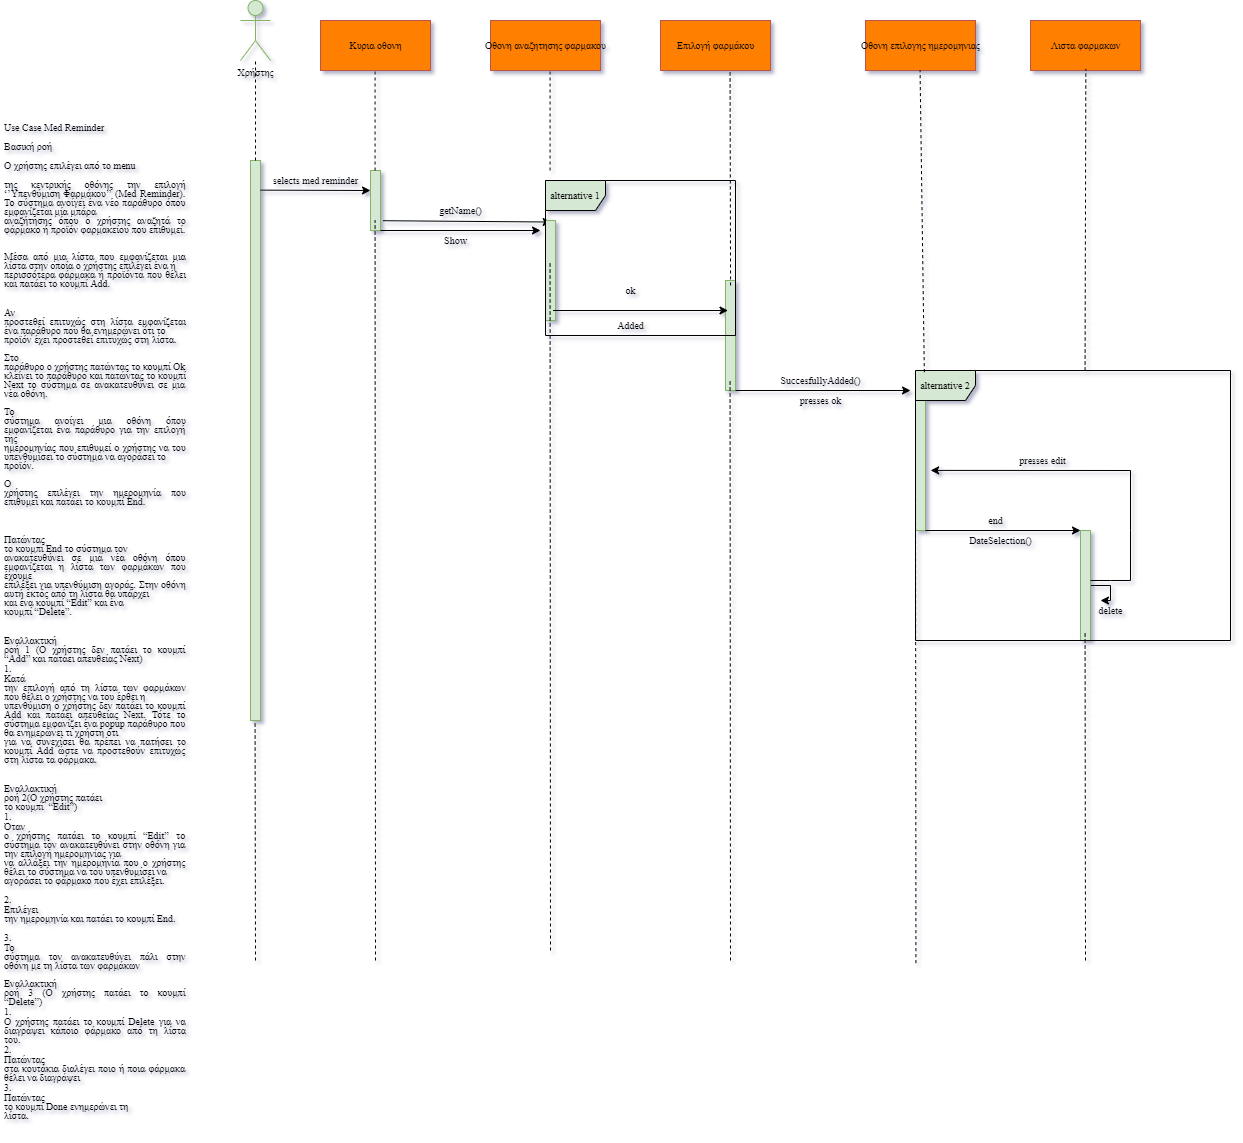 Χρήστης
Κυρια οθονη
Οθονη αναζητησης φαρμακου
Επιλογή φαρμάκου
Οθονη επιλογης ημερομηνιας
Λιστα φαρμακων
Use Case Med Reminder
Βασική ροή
Ο χρήστης επιλέγει από το menu
της κεντρικής οθόνης την επιλογή
‘’Υπενθύμιση Φαρμάκου’’ (Med Reminder).
Το σύστημα ανοίγει ένα νέο παράθυρο όπου
εμφανίζεται μια μπάρα
αναζήτησης όπου ο χρήστης αναζητά το
φάρμακο ή προϊόν φαρμακείου που επιθυμεί.
Μέσα από μια λίστα που εμφανίζεται μια
λίστα στην οποία ο χρήστης επιλέγει ένα ή
περισσότερα φάρμακα ή προϊόντα που θέλει
και πατάει το κουμπί Add.
Αν
προστεθεί επιτυχώς στη λίστα εμφανίζεται
ένα παράθυρο που θα ενημερώνει ότι το
προϊόν έχει προστεθεί επιτυχώς στη λίστα.
Στο
παράθυρο ο χρήστης πατώντας το κουμπί Ok
κλείνει το παράθυρο και πατώντας το κουμπί
Next το σύστημα σε ανακατευθύνει σε μια
νέα οθόνη.
Το
σύστημα ανοίγει μια οθόνη όπου
εμφανίζεται ένα παράθυρο για την επιλογή
της
ημερομηνίας που επιθυμεί ο χρήστης να του
υπενθυμίσει το σύστημα να αγοράσει το
προϊόν.
Ο
χρήστης επιλέγει την ημερομηνία που
επιθυμεί και πατάει το κουμπί End.
Πατώντας
το κουμπί End το σύστημα τον
ανακατευθύνει σε μια νέα οθόνη όπου
εμφανίζεται η λίστα των φαρμάκων που
έχουμε
επιλέξει για υπενθύμιση αγοράς. Στην οθόνη
αυτή εκτός από τη λίστα θα υπάρχει
και ένα κουμπί “Edit” και ένα
κουμπί “Delete”.
Εναλλακτική
ροή 1 (Ο χρήστης δεν πατάει το κουμπί
“Add” και πατάει απευθείας Next)
1.
Κατά
την επιλογή από τη λίστα των φαρμάκων
που θέλει ο χρήστης να του έρθει η
υπενθύμιση ο χρήστης δεν πατάει το κουμπί
Add και πατάει απευθείας Next. Τότε το
σύστημα εμφανίζει ένα popup παράθυρο που
θα ενημερώνει τι χρήστη ότι
για να συνεχίσει θα πρέπει να πατήσει το
κουμπί Add ώστε να προστεθούν επιτυχώς
στη λίστα τα φάρμακα.
Εναλλακτική
ροή 2(Ο χρήστης πατάει
το κουμπί “Edit”)
1.
Όταν
ο χρήστης πατάει το κουμπί “Edit” το
σύστημα τον ανακατευθύνει στην οθόνη για
την επιλογή ημερομηνίας για
να αλλάξει την ημερομηνία που ο χρήστης
θέλει το σύστημα να του υπενθυμίσει να
αγοράσει το φάρμακο που έχει επιλέξει.
2.
Επιλέγει
την ημερομηνία και πατάει το κουμπί End.
3.
Το
σύστημα τον ανακατευθύνει πάλι στην
οθόνη με τη λίστα των φαρμάκων
Εναλλακτική
ροή 3 (Ο χρήστης πατάει το κουμπί
“Delete”)
1.
Ο χρήστης πατάει το κουμπί Delete για να
διαγράψει κάποιο φάρμακο από τη λίστα
του.
2.
Πατώντας
στα κουτάκια διαλέγει ποιο ή ποια φάρμακα
θέλει να διαγράψει
3.
Πατώντας
το κουμπί Done ενημερώνει τη
λίστα.
selects med reminder
getName()
Show
alternative 1
ok
Added
SuccesfullyAdded()
presses ok
alternative 2
presses edit
end
DateSelection()
delete